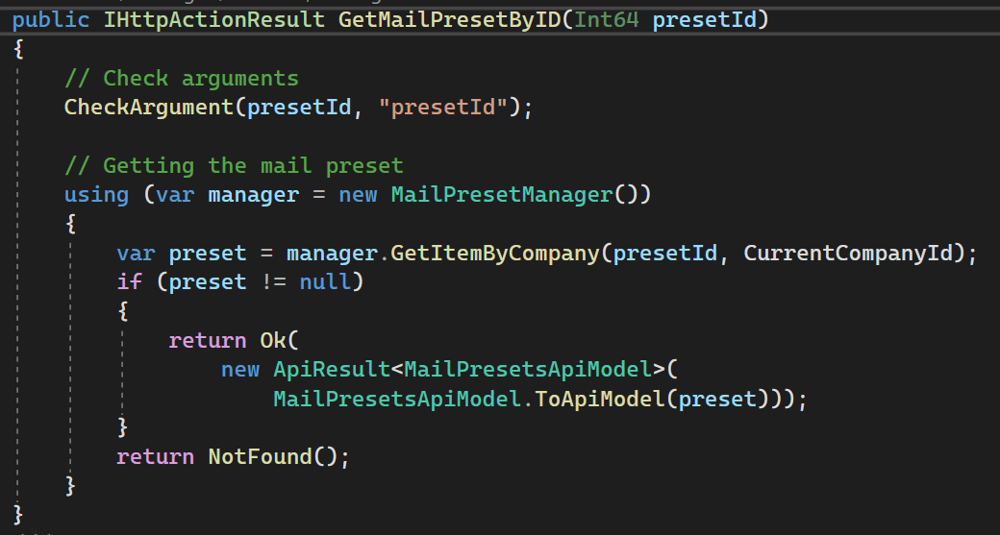 public IHttpActionResult GetMailPresetByID(Int64 presetId)
{
    // Check arguments
    CheckArgument(presetId, "presetId");

    // Getting the mail preset
    using (var manager = new MailPresetManager())
    {
        var preset = manager.GetItemByCompany(presetId, CurrentCompanyId);
        if (preset != null)
        {
            return Ok(
                new ApiResult<MailPresetsApiModel>(
                    MailPresetsApiModel.ToApiModel(preset)));
        }
        return NotFound();
    }
}